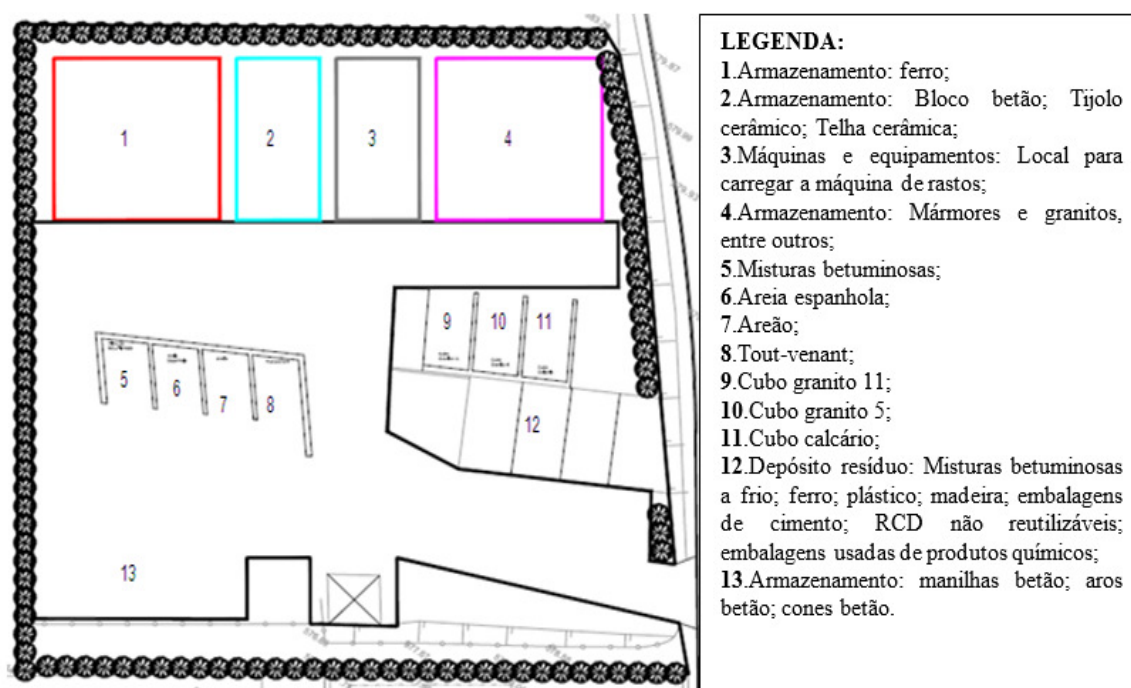 1
2
3
4
5
6
7
8
9
10
11
12
13
LEGENDA:
1.Armazenamento: ferro;
2.Armazenamento: Bloco betão; Tijolo
cerâmico; Telha cerâmica;
3.Máquinas e equipamentos: Local para
carregar a máquina de rastos;
4.Armazenamento: Mármores e granitos,
entre outros;
5.Misturas betuminosas;
6.Areia espanhola;
7.Areão;
8.Tout-venant;
9.Cubo granito 11;
10.Cubo granito 5;
11.Cubo calcário;
12.Depósito resíduo: Misturas betuminosas
a frio; ferro; plástico; madeira; embalagens
de cimento; RCD não reutilizáveis;
embalagens usadas de produtos químicos;
13.Armazenamento: manilhas betão; aros
betão; cones betão.